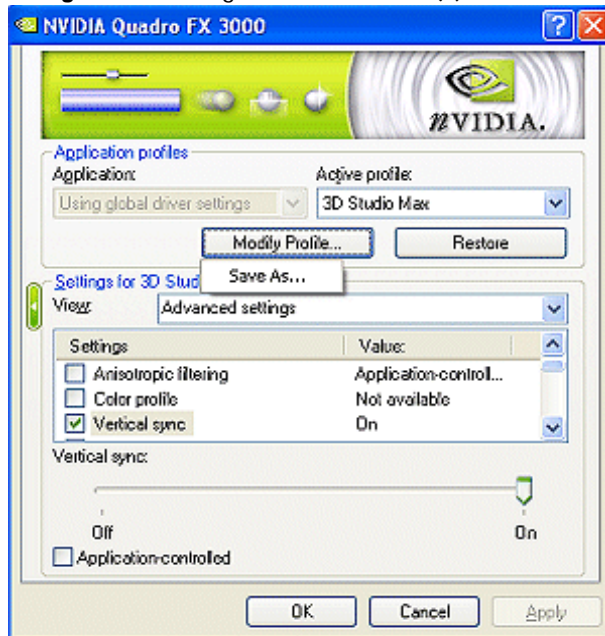 NVIDIA Quadro FX 3000
NVIDIA.
Application profiles
Application:
Active profile:
Using global driver settings
3D Studio Max
Modify Profile...
Restore
Save As...
Settings for 3D Stud
View:
Advanced settings
Settings
Value:
Anisotropic filtering
Application-controll...
Color profile
Not available
Vertical sync
On
Vertical sync:
Off
On
Application-controlled
OK
Cancel
Apply